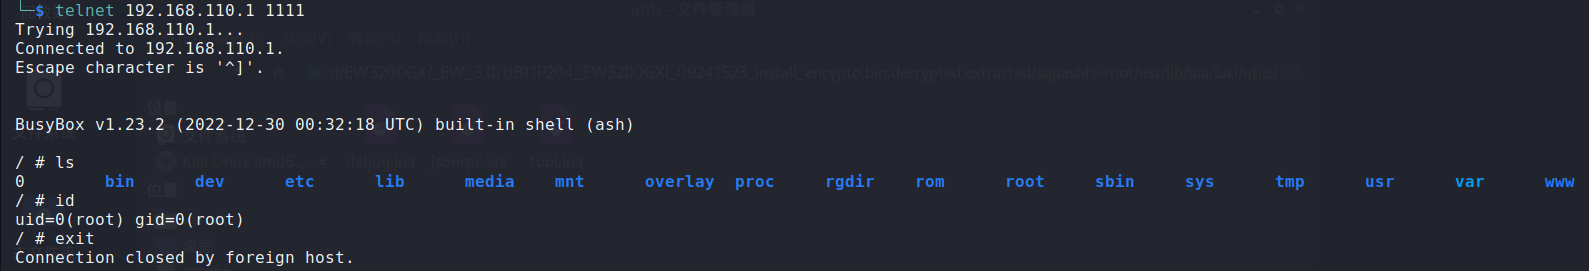 └─$ telnet 192.168.110.1 1111
Trying 192.168.110.1...
Connected to 192.168.110.1.
Escape character is '^]'.
BusyBox v1.23.2 (2022-12-30 00:32:18 UTC) built-in shell (ash)
/ # ls
0 bin dev etc lib media mnt overlay proc rgdir rom root sbin sys tmp usr var www
/ # id
uid=0(root) gid=0(root)
/ # exit
Connection closed by foreign host.